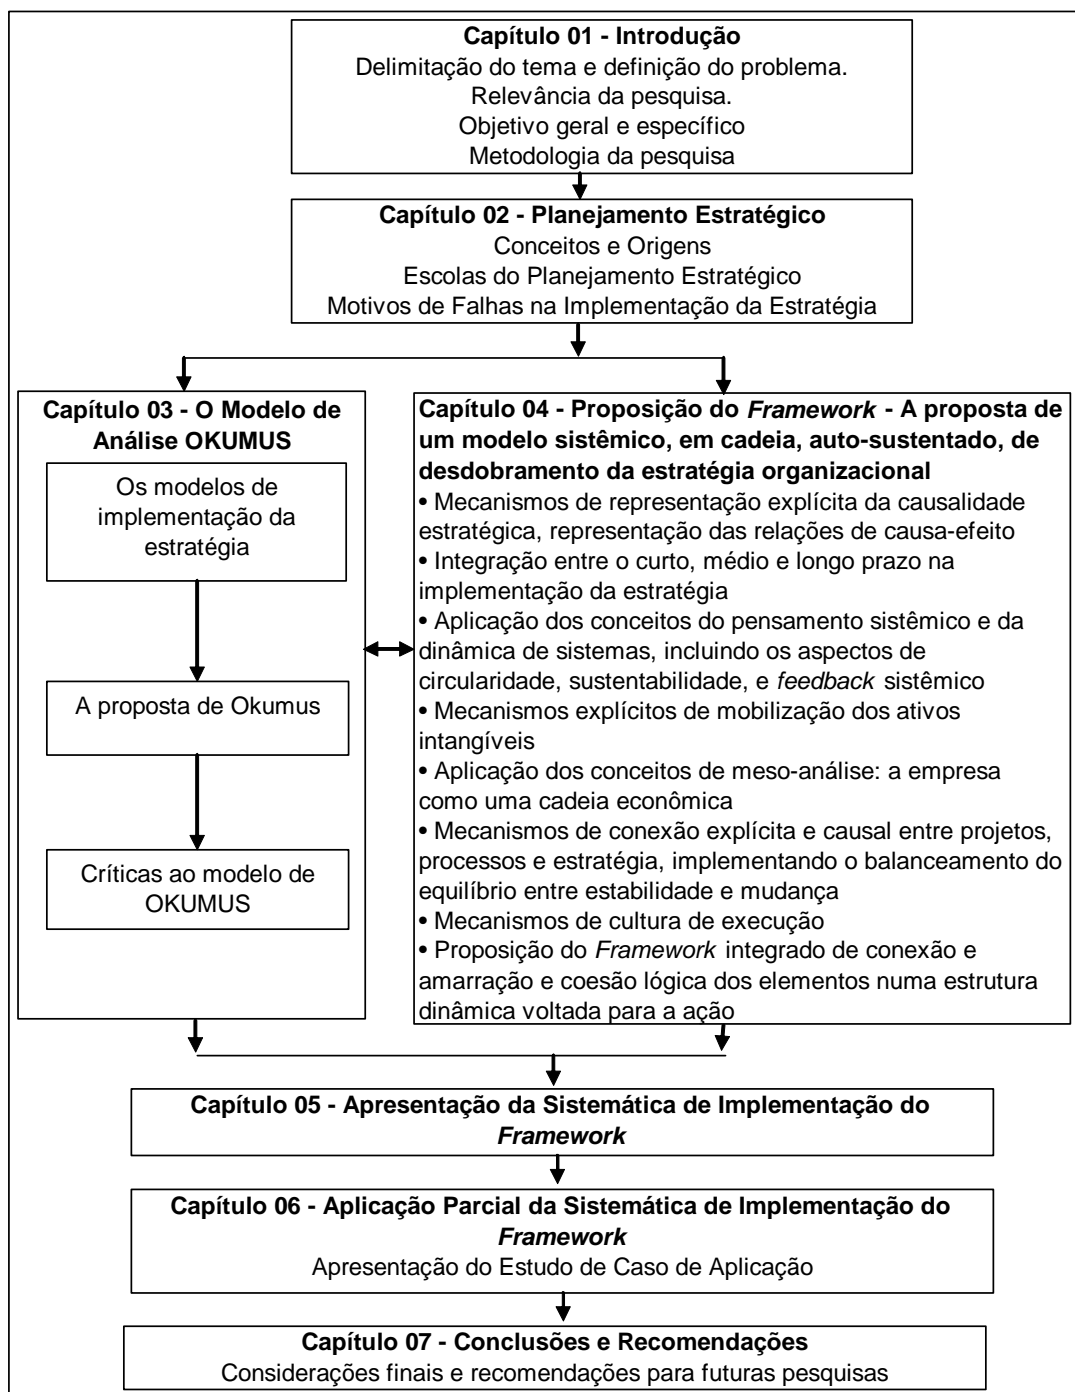 Capítulo 01 - Introdução
Delimitação do tema e definição do problema.
Relevância da pesquisa.
Objetivo geral e específico
Metodologia da pesquisa
Capítulo 02 - Planejamento Estratégico
Conceitos e Origens
Escolas do Planejamento Estratégico
Motivos de Falhas na Implementação da Estratégia
Capítulo 03 - O Modelo de
Análise OKUMUS
Os modelos de
implementação da
estratégia
A proposta de Okumus
Críticas ao modelo de
OKUMUS
Capítulo 04 - Proposição do Framework - A proposta de
um modelo sistêmico, em cadeia, auto-sustentado, de
desdobramento da estratégia organizacional
• Mecanismos de representação explícita da causalidade
estratégica, representação das relações de causa-efeito
• Integração entre o curto, médio e longo prazo na
implementação da estratégia
• Aplicação dos conceitos do pensamento sistêmico e da
dinâmica de sistemas, incluindo os aspectos de
circularidade, sustentabilidade, e feedback sistêmico
• Mecanismos explícitos de mobilização dos ativos
intangíveis
• Aplicação dos conceitos de meso-análise: a empresa
como uma cadeia econômica
• Mecanismos de conexão explícita e causal entre projetos,
processos e estratégia, implementando o balanceamento do
equilíbrio entre estabilidade e mudança
• Mecanismos de cultura de execução
• Proposição do Framework integrado de conexão e
amarração e coesão lógica dos elementos numa estrutura
dinâmica voltada para a ação
Capítulo 05 - Apresentação da Sistemática de Implementação do
Framework
Capítulo 06 - Aplicação Parcial da Sistemática de Implementação do
Framework
Apresentação do Estudo de Caso de Aplicação
Capítulo 07 - Conclusões e Recomendações
Considerações finais e recomendações para futuras pesquisas